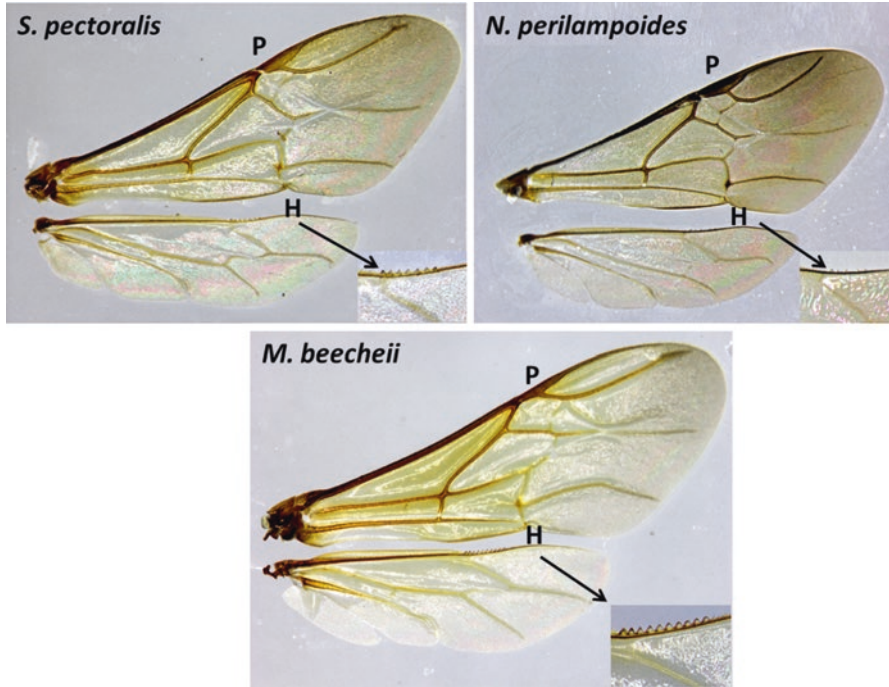 S. pectoralis
P
H
N. perilampoides
P
H
M. beecheii
P
H